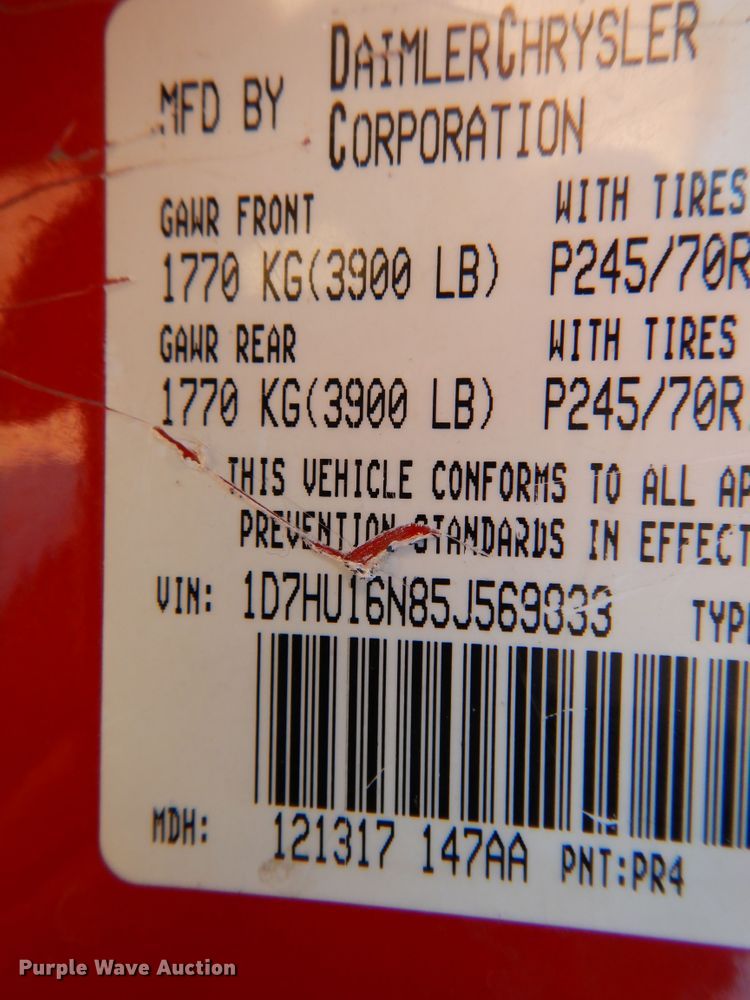 MFD BY DAIMLERCHRYSLER
CORPORATION
GAWR FRONT WITH TIRES
1770 KG(3900 LB) P245/70R
GAWR REAR WITH TIRES
1770 KG(3900 LB) P245/70R
THIS VEHICLE CONFORMS TO ALL AP
PREVENTION STANDARDS IN EFFECT
VIN: 1D7HU16N85J569833 TYPE
MDH: 121317 147AA PNT:PR4
Purple Wave Auction